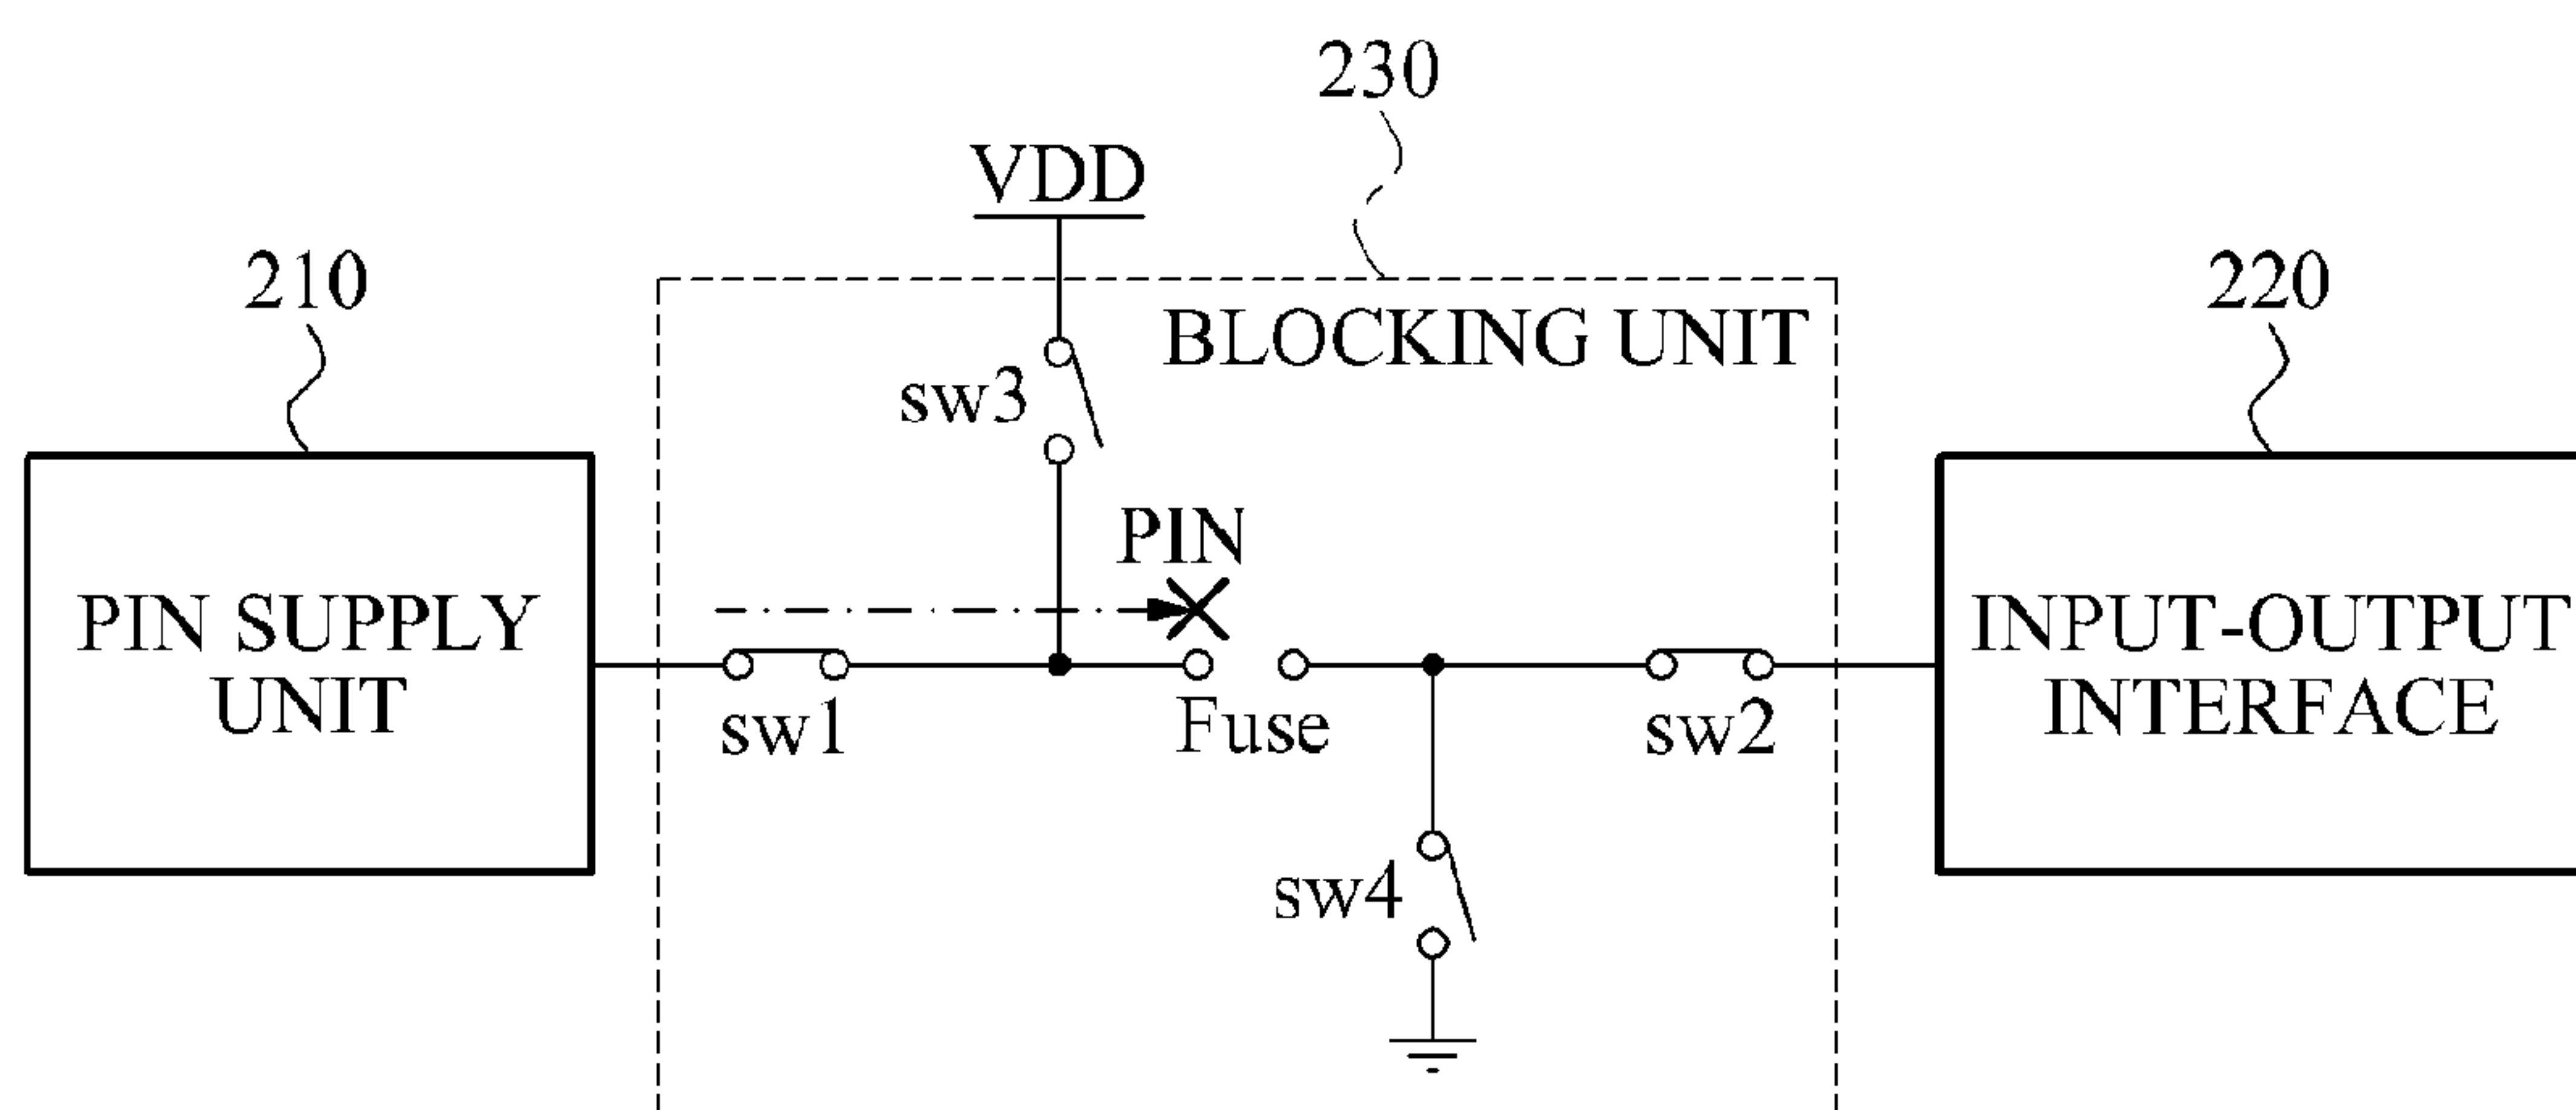 230
VDD
210
220
BLOCKING UNIT
sw3
PIN
PIN SUPPLY
UNIT
INPUT-OUTPUT
INTERFACE
sw1
Fuse
sw2
sw4